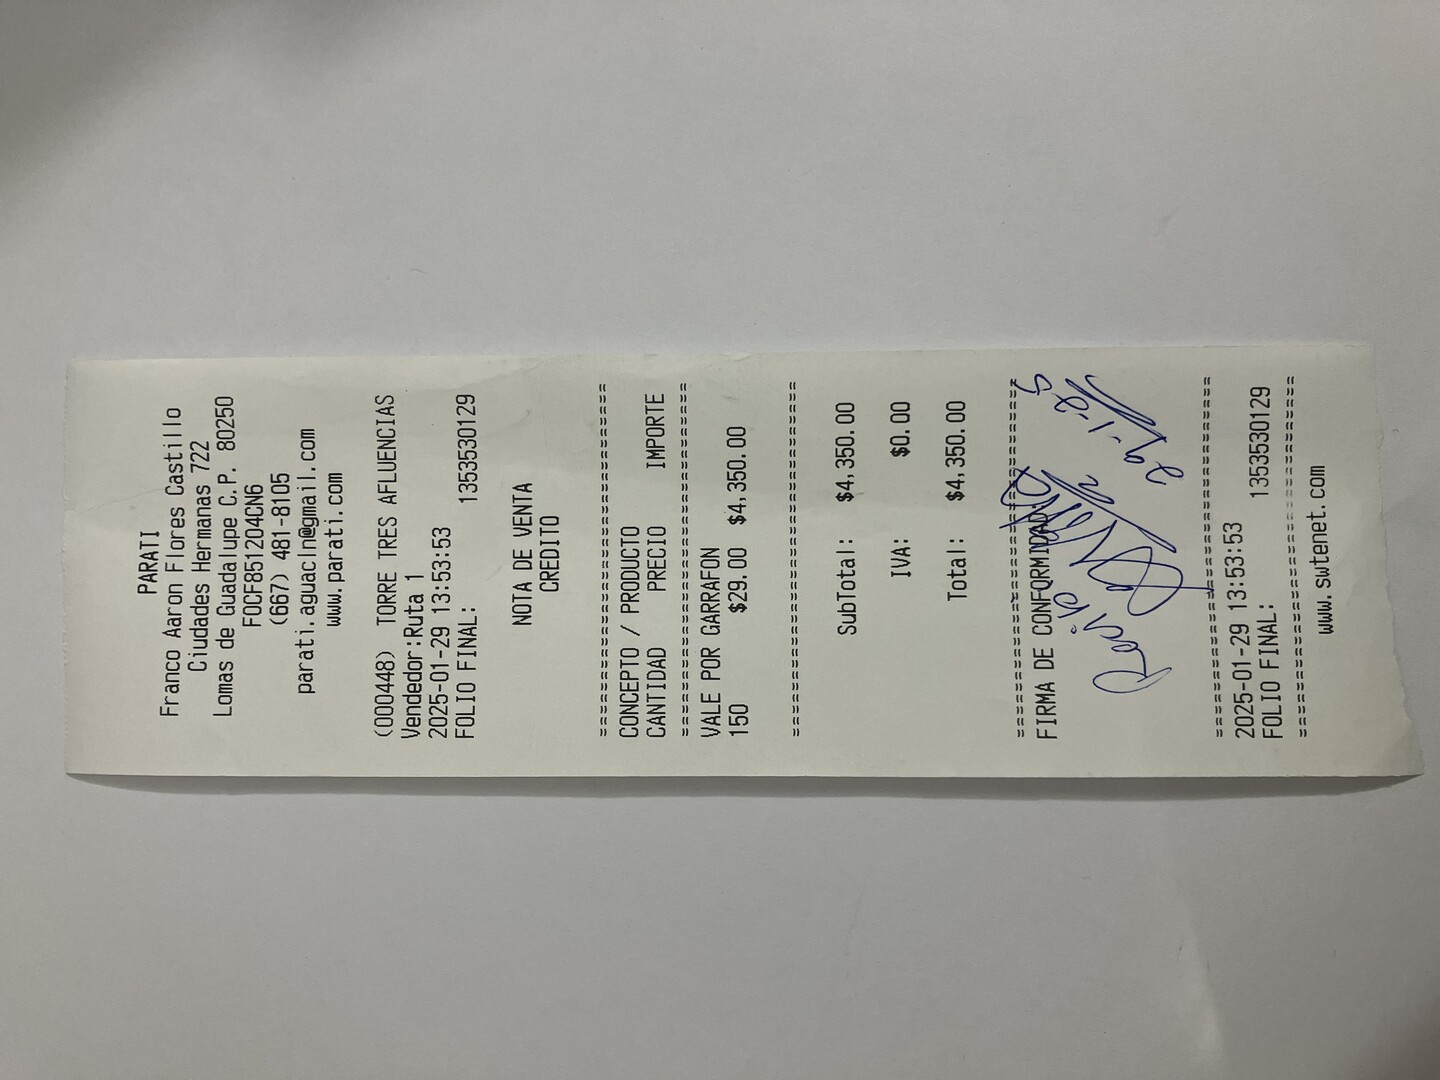 PARATI
Franco Aaron Flores Castillo
Ciudades Hermanas 722
Lomas de Guadalupe C.P. 80250
FOCF851204CN6
(667) 481-8105
parati.aguacln@gmail.com
www.parati.com
(000448) TORRE TRES AFLUENCIAS
Vendedor:Ruta 1
2025-01-29 13:53:53
FOLIO FINAL: 1353530129
NOTA DE VENTA
CREDITO
==============================
CONCEPTO / PRODUCTO
CANTIDAD PRECIO IMPORTE
==============================
VALE POR GARRAFON
150 $29.00 $4,350.00
==============================
SubTotal: $4,350.00
IVA: $0.00
Total: $4,350.00
==============================
FIRMA DE CONFORMIDAD
29-1-25
==============================
2025-01-29 13:53:53
FOLIO FINAL: 1353530129
==============================
www.swtenet.com